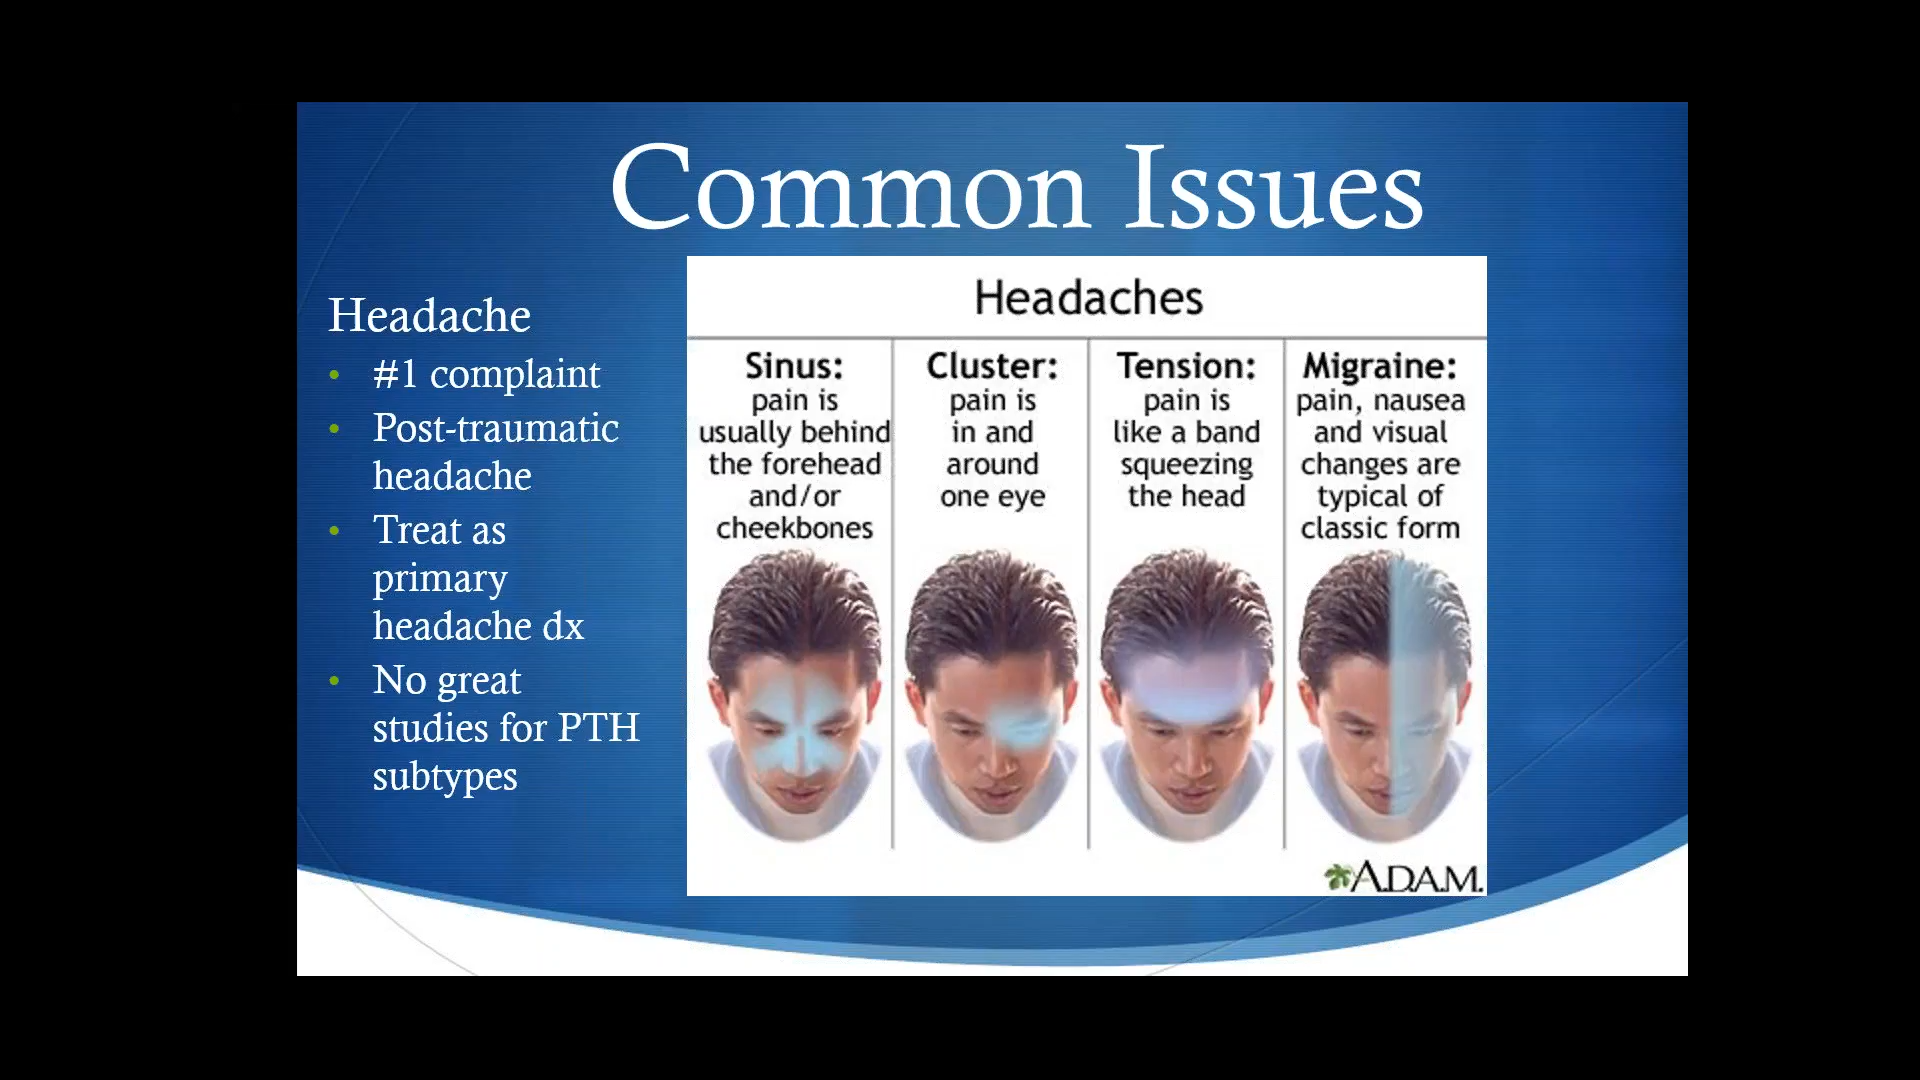 Common Issues
Headache
• #1 complaint
• Post-traumatic
headache
• Treat as
primary
headache dx
• No great
studies for PTH
subtypes
Headaches
Sinus:
pain is
usually behind
the forehead
and/or
cheekbones
Cluster:
pain is
in and
around
one eye
Tension:
pain is
like a band
squeezing
the head
Migraine:
pain, nausea
and visual
changes are
typical of
classic form
A.D.A.M.